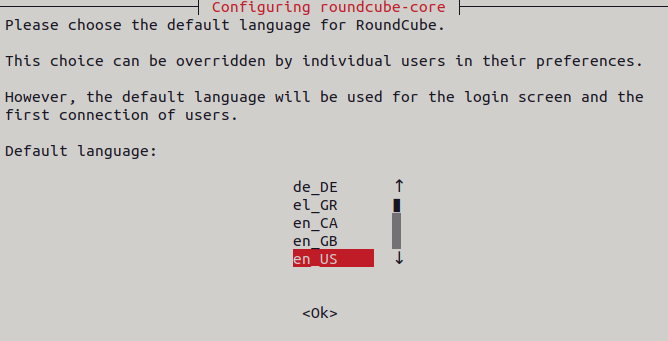 Configuring roundcube-core
Please choose the default language for RoundCube.
This choice can be overridden by individual users in their preferences.
However, the default language will be used for the login screen and the
first connection of users.
Default language:
de_DE ↑
el_GR
en_CA
en_GB
en_US ↓
<Ok>